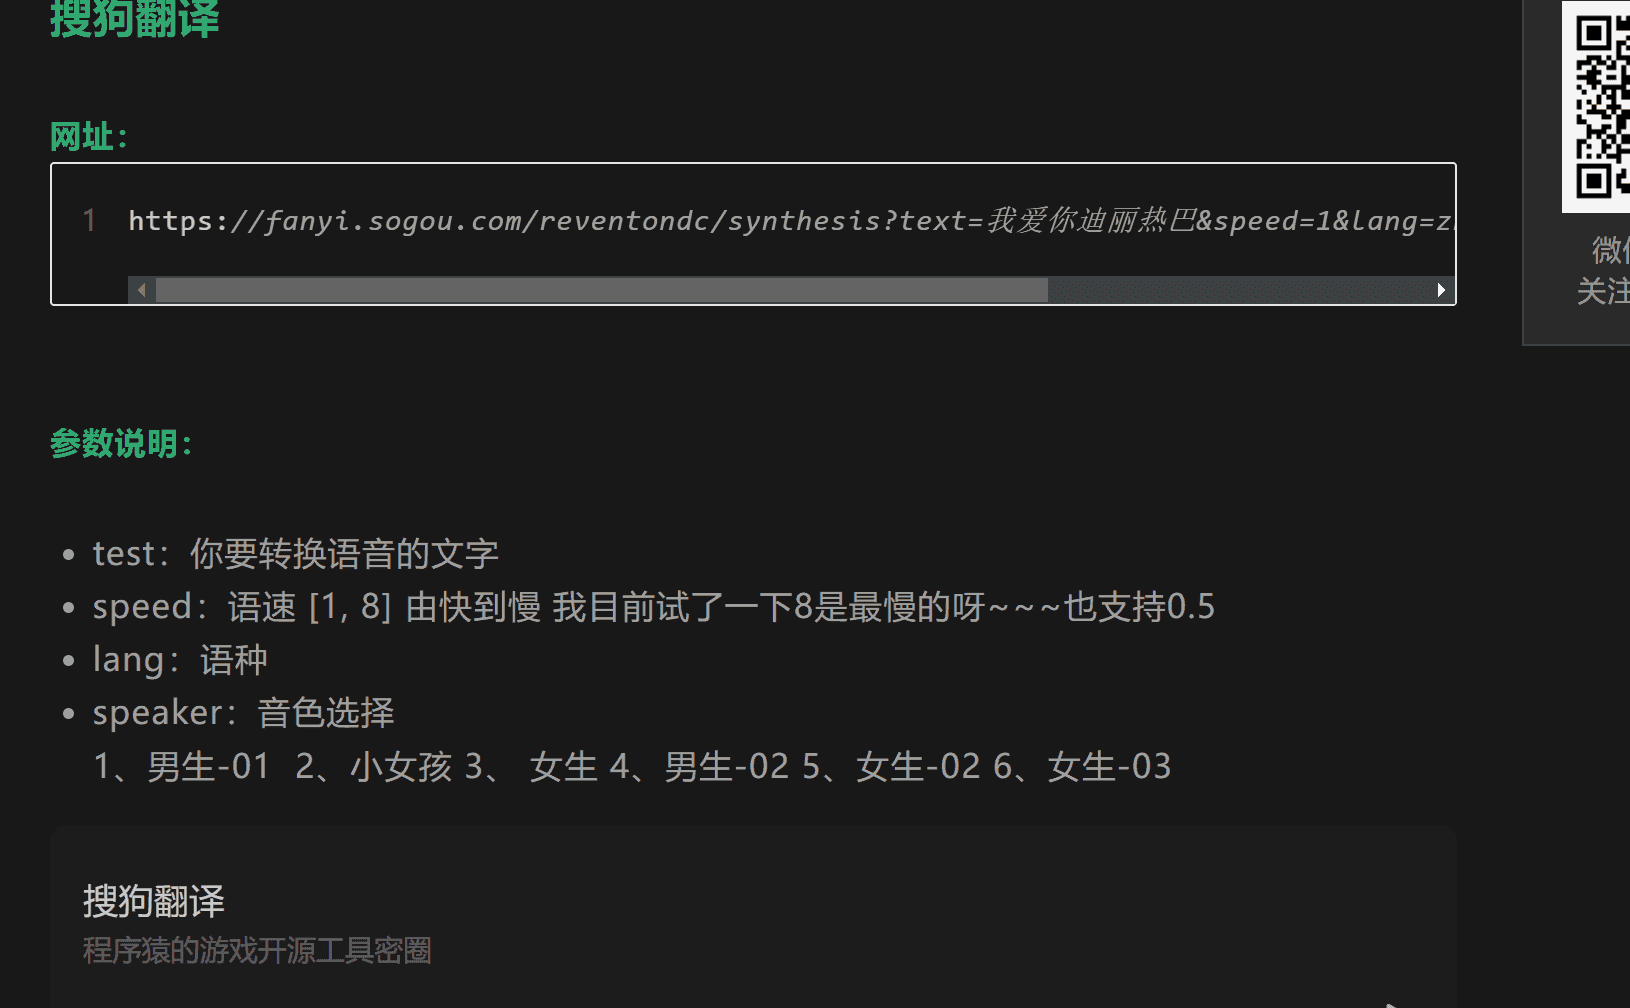 搜狗翻译
网址：
1 https://fanyi.sogou.com/reventondc/synthesis?text=我爱你迪丽热巴&speed=1&lang=z
参数说明：
• test：你要转换语音的文字
• speed：语速 [1, 8] 由快到慢 我目前试了一下8是最慢的呀~~~也支持0.5
• lang：语种
• speaker：音色选择
1、男生-01 2、小女孩 3、 女生 4、男生-02 5、女生-02 6、女生-03
搜狗翻译
程序猿的游戏开源工具密圈
微
关注